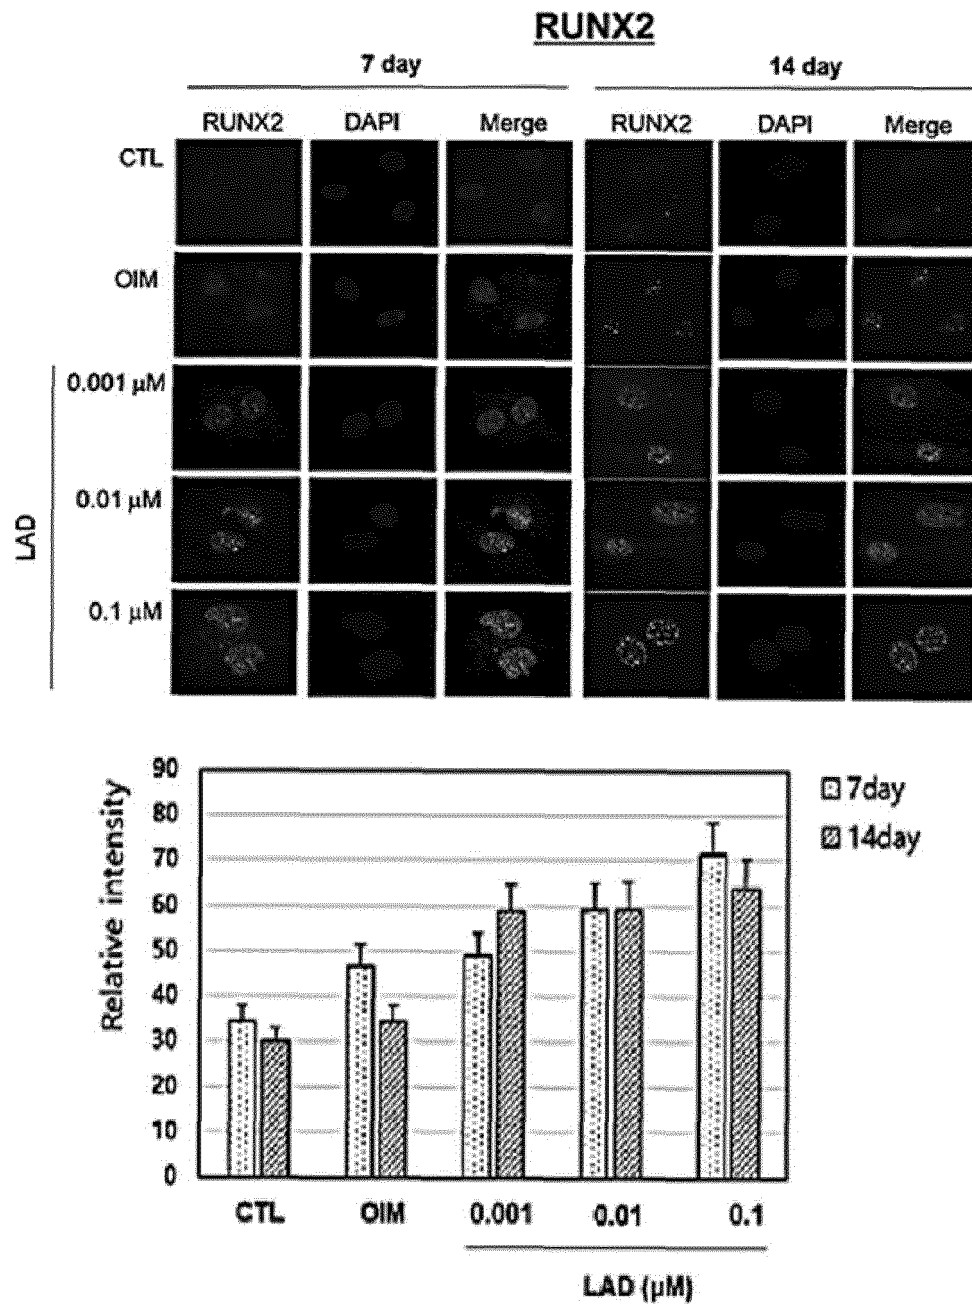 RUNX2
7 day 14 day
RUNX2 DAPI Merge RUNX2 DAPI Merge
CTL
OIM
0.001 μM
0.01 μM
0.1 μM
LAD
90
80
70
60
50
40
30
20
10
0
Relative intensity
7day
14day
CTL OIM 0.001 0.01 0.1
LAD (μM)